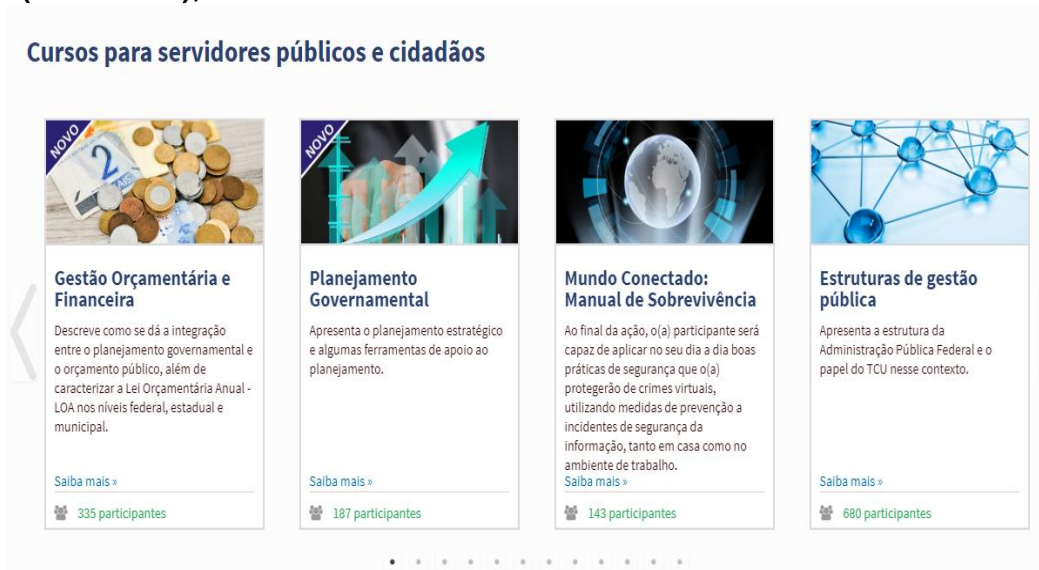 Cursos para servidores públicos e cidadãos
NOVO
Gestão Orçamentária e
Financeira
Descreve como se dá a integração
entre o planejamento governamental e
o orçamento público, além de
caracterizar a Lei Orçamentária Anual -
LOA nos níveis federal, estadual e
municipal.
Saiba mais »
335 participantes
NOVO
Planejamento
Governamental
Apresenta o planejamento estratégico
e algumas ferramentas de apoio ao
planejamento.
Saiba mais »
187 participantes
Mundo Conectado:
Manual de Sobrevivência
Ao final da ação, o(a) participante será
capaz de aplicar no seu dia a dia boas
práticas de segurança que o(a)
protegerão de crimes virtuais,
utilizando medidas de prevenção a
incidentes de segurança da
informação, tanto em casa como no
ambiente de trabalho.
Saiba mais »
143 participantes
Estruturas de gestão
pública
Apresenta a estrutura da
Administração Pública Federal e o
papel do TCU nesse contexto.
Saiba mais »
680 participantes